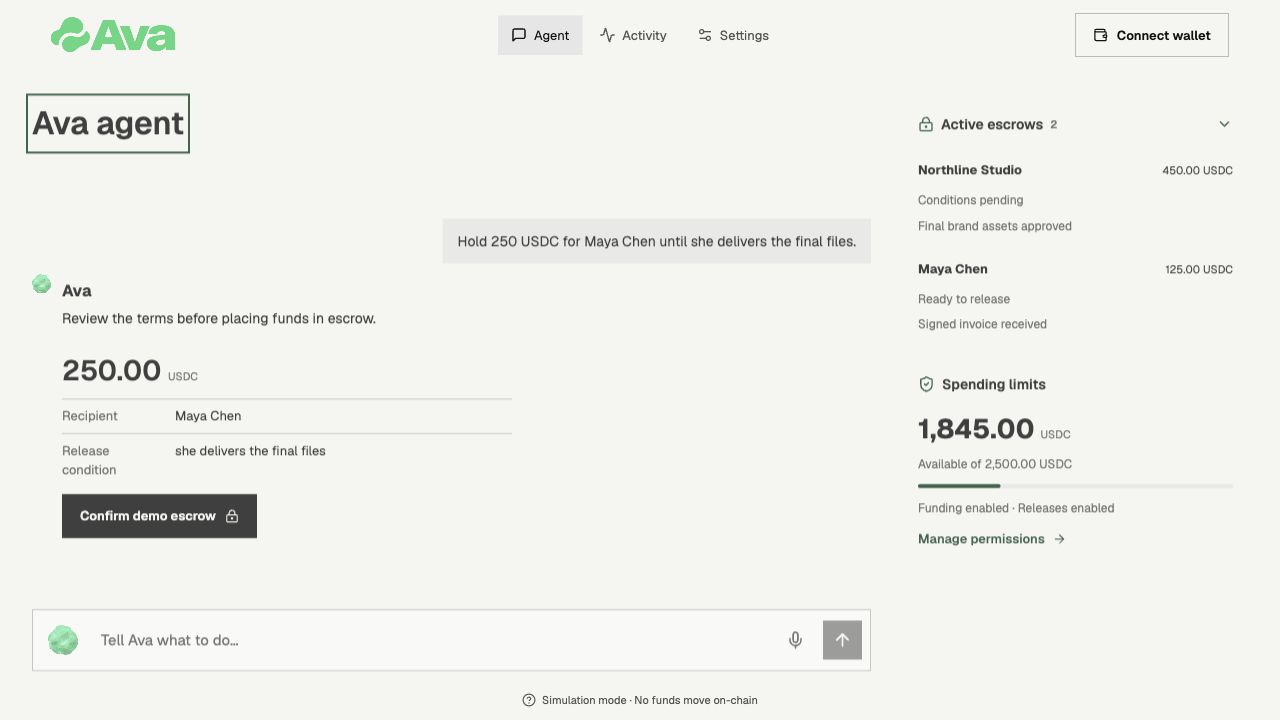 Ava
Agent
Activity
Settings
Connect wallet
Ava agent
Hold 250 USDC for Maya Chen until she delivers the final files.
Ava
Review the terms before placing funds in escrow.
250.00 USDC
Recipient Maya Chen
Release condition she delivers the final files
Confirm demo escrow
Tell Ava what to do...
Active escrows 2
Northline Studio 450.00 USDC
Conditions pending
Final brand assets approved
Maya Chen 125.00 USDC
Ready to release
Signed invoice received
Spending limits
1,845.00 USDC
Available of 2,500.00 USDC
Funding enabled · Releases enabled
Manage permissions
Simulation mode · No funds move on-chain